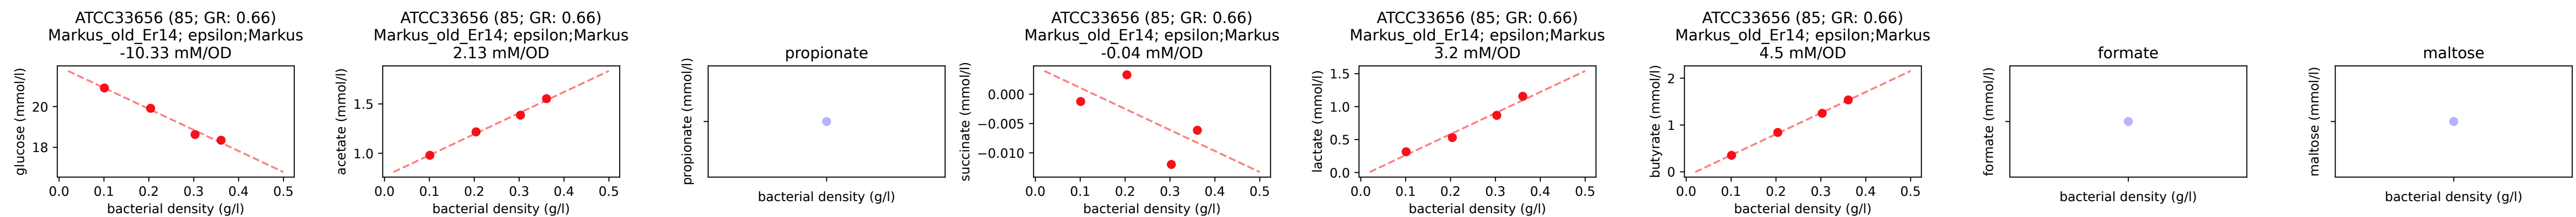 ATCC33656 (85; GR: 0.66)
Markus_old_Er14; epsilon;Markus
-10.33 mM/OD
glucose (mmol/l)
20
18
0.0 0.1 0.2 0.3 0.4 0.5
bacterial density (g/l)
ATCC33656 (85; GR: 0.66)
Markus_old_Er14; epsilon;Markus
2.13 mM/OD
acetate (mmol/l)
1.5
1.0
0.0 0.1 0.2 0.3 0.4 0.5
bacterial density (g/l)
propionate
propionate (mmol/l)
bacterial density (g/l)
ATCC33656 (85; GR: 0.66)
Markus_old_Er14; epsilon;Markus
-0.04 mM/OD
succinate (mmol/l)
0.000
−0.005
−0.010
0.0 0.1 0.2 0.3 0.4 0.5
bacterial density (g/l)
ATCC33656 (85; GR: 0.66)
Markus_old_Er14; epsilon;Markus
3.2 mM/OD
lactate (mmol/l)
1.5
1.0
0.5
0.0
0.0 0.1 0.2 0.3 0.4 0.5
bacterial density (g/l)
ATCC33656 (85; GR: 0.66)
Markus_old_Er14; epsilon;Markus
4.5 mM/OD
butyrate (mmol/l)
2
1
0
0.0 0.1 0.2 0.3 0.4 0.5
bacterial density (g/l)
formate
formate (mmol/l)
bacterial density (g/l)
maltose
maltose (mmol/l)
bacterial density (g/l)